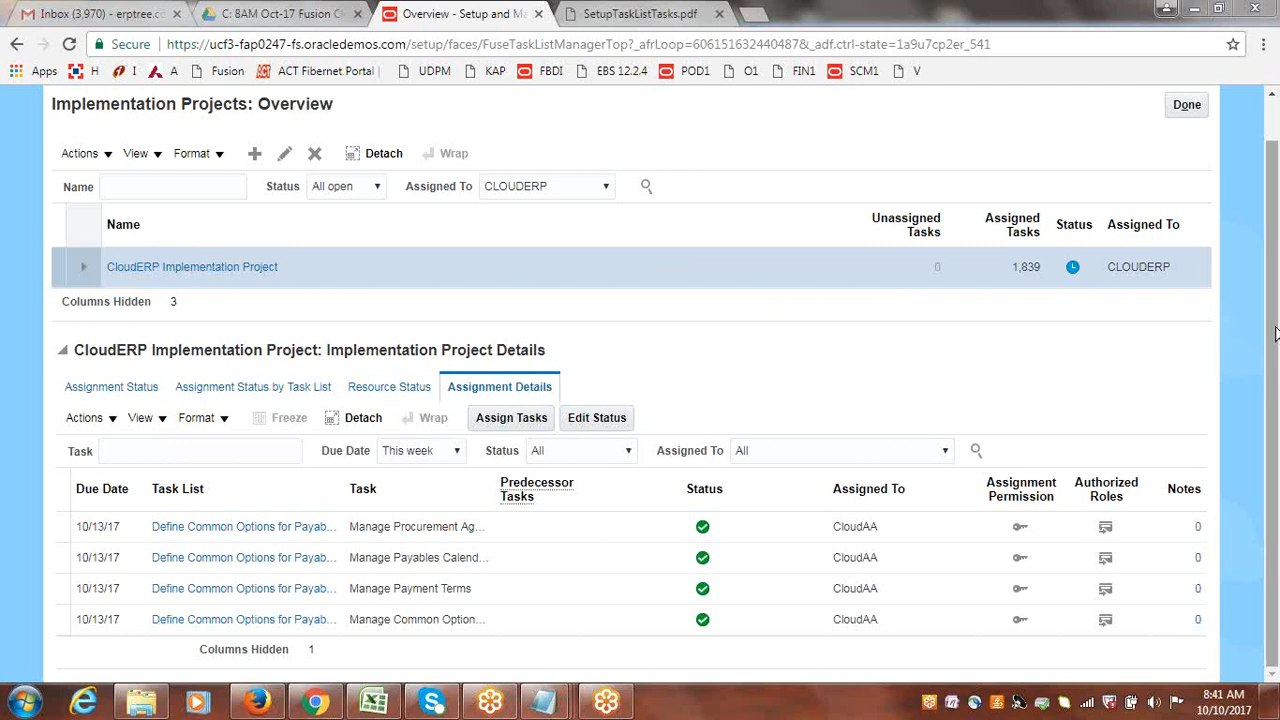 Inbox (3,970) - erptree.cc
C: 8AM Oct-17 Fusion C
Overview - Setup and Ma
SetupTaskListTasks.pdf
Secure
https://ucf3-fap0247-fs.oracledemos.com/setup/faces/FuseTaskListManagerTop?_afrLoop=6061516324404877&_adf.ctrl-state=1a9u7cp2er_541
Apps H I A Fusion ACT Fibernet Portal UDPM KAP FBDI EBS 12.2.4 POD1 O1 FIN1 SCM1 V
Implementation Projects: Overview
Done
Actions View Format Detach Wrap
Name Status All open Assigned To CLOUDERP
Name Unassigned Tasks Assigned Tasks Status Assigned To
CloudERP Implementation Project 0 1,839 CLOUDERP
Columns Hidden 3
CloudERP Implementation Project: Implementation Project Details
Assignment Status Assignment Status by Task List Resource Status Assignment Details
Actions View Format Freeze Detach Wrap Assign Tasks Edit Status
Task Due Date This week Status All Assigned To All
Due Date Task List Task Predecessor Tasks Status Assigned To Assignment Permission Authorized Roles Notes
10/13/17 Define Common Options for Payab... Manage Procurement Ag... CloudAA 0
10/13/17 Define Common Options for Payab... Manage Payables Calend... CloudAA 0
10/13/17 Define Common Options for Payab... Manage Payment Terms CloudAA 0
10/13/17 Define Common Options for Payab... Manage Common Option... CloudAA 0
Columns Hidden 1
8:41 AM
10/10/2017